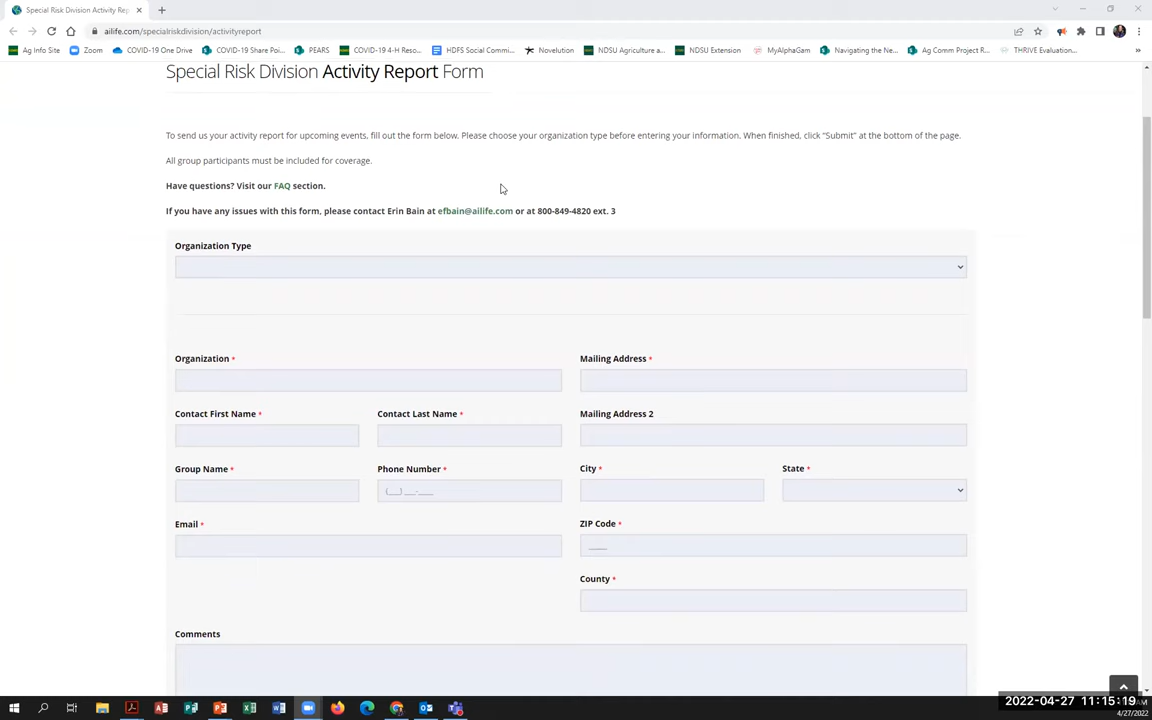 Special Risk Division Activity Rep
ailife.com/specialriskdivision/activityreport
Ag Info Site
Zoom
COVID-19 One Drive
COVID-19 Share Poi...
PEARS
COVID-19 4-H Reso...
HDFS Social Commi...
Novelution
NDSU Agriculture a...
NDSU Extension
MyAlphaGam
Navigating the Ne...
Ag Comm Project R...
THRIVE Evaluation...
»
Special Risk Division Activity Report Form
To send us your activity report for upcoming events, fill out the form below. Please choose your organization type before entering your information. When finished, click "Submit" at the bottom of the page.
All group participants must be included for coverage.
Have questions? Visit our FAQ section.
If you have any issues with this form, please contact Erin Bain at efbain@ailife.com or at 800-849-4820 ext. 3
Organization Type
Organization *
Mailing Address *
Contact First Name *
Contact Last Name *
Mailing Address 2
Group Name *
Phone Number *
City *
State *
(___) ___-____
Email *
ZIP Code *
_____
County *
Comments
2022-04-27 11:15:19
4/27/2022